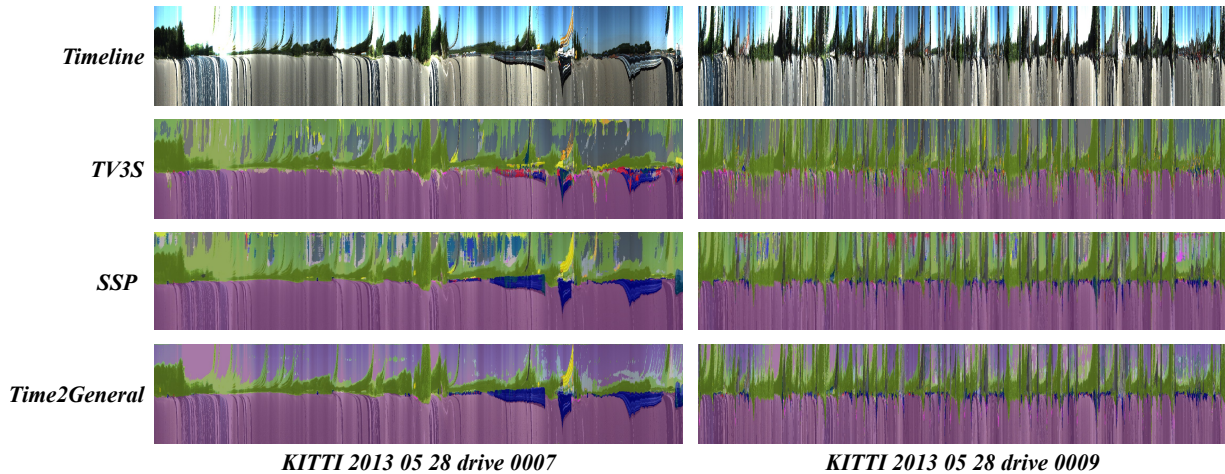 Timeline
TV3S
SSP
Time2General
KITTI 2013 05 28 drive 0007
KITTI 2013 05 28 drive 0009